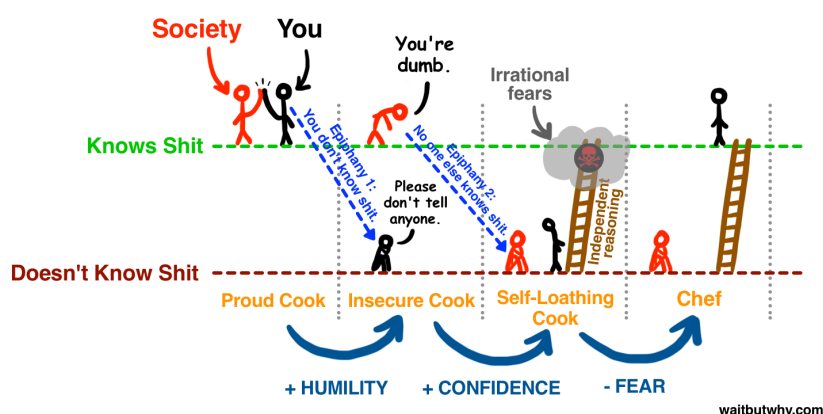 Society
You
You're
dumb.
Irrational
fears
Knows Shit
Epiphany 1:
You don't know shit.
Epiphany 2:
No one else knows shit.
Please
don't tell
anyone.
Independent
reasoning
Doesn't Know Shit
Proud Cook
Insecure Cook
Self-Loathing
Cook
Chef
+ HUMILITY
+ CONFIDENCE
- FEAR
waitbutwhy.com